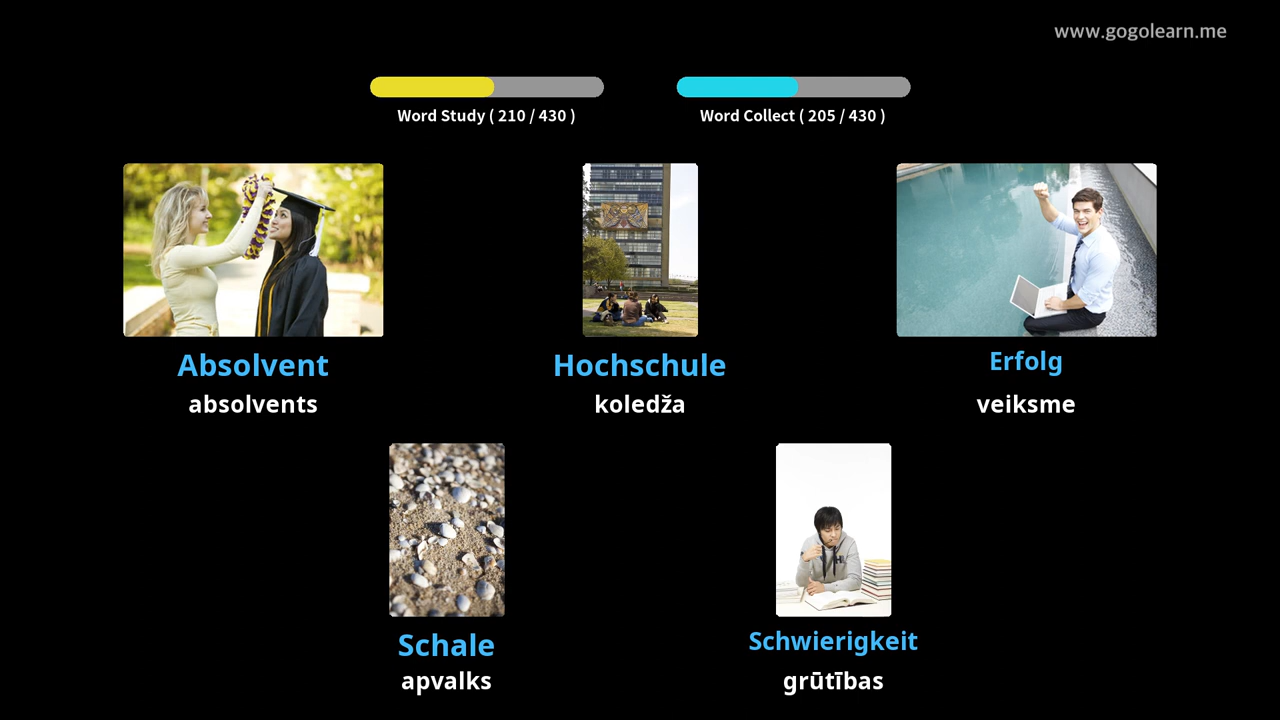 www.gogolearn.me
Word Study ( 210 / 430 )
Word Collect ( 205 / 430 )
Absolvent
absolvents
Hochschule
koledža
Erfolg
veiksme
Schale
apvalks
Schwierigkeit
grūtības